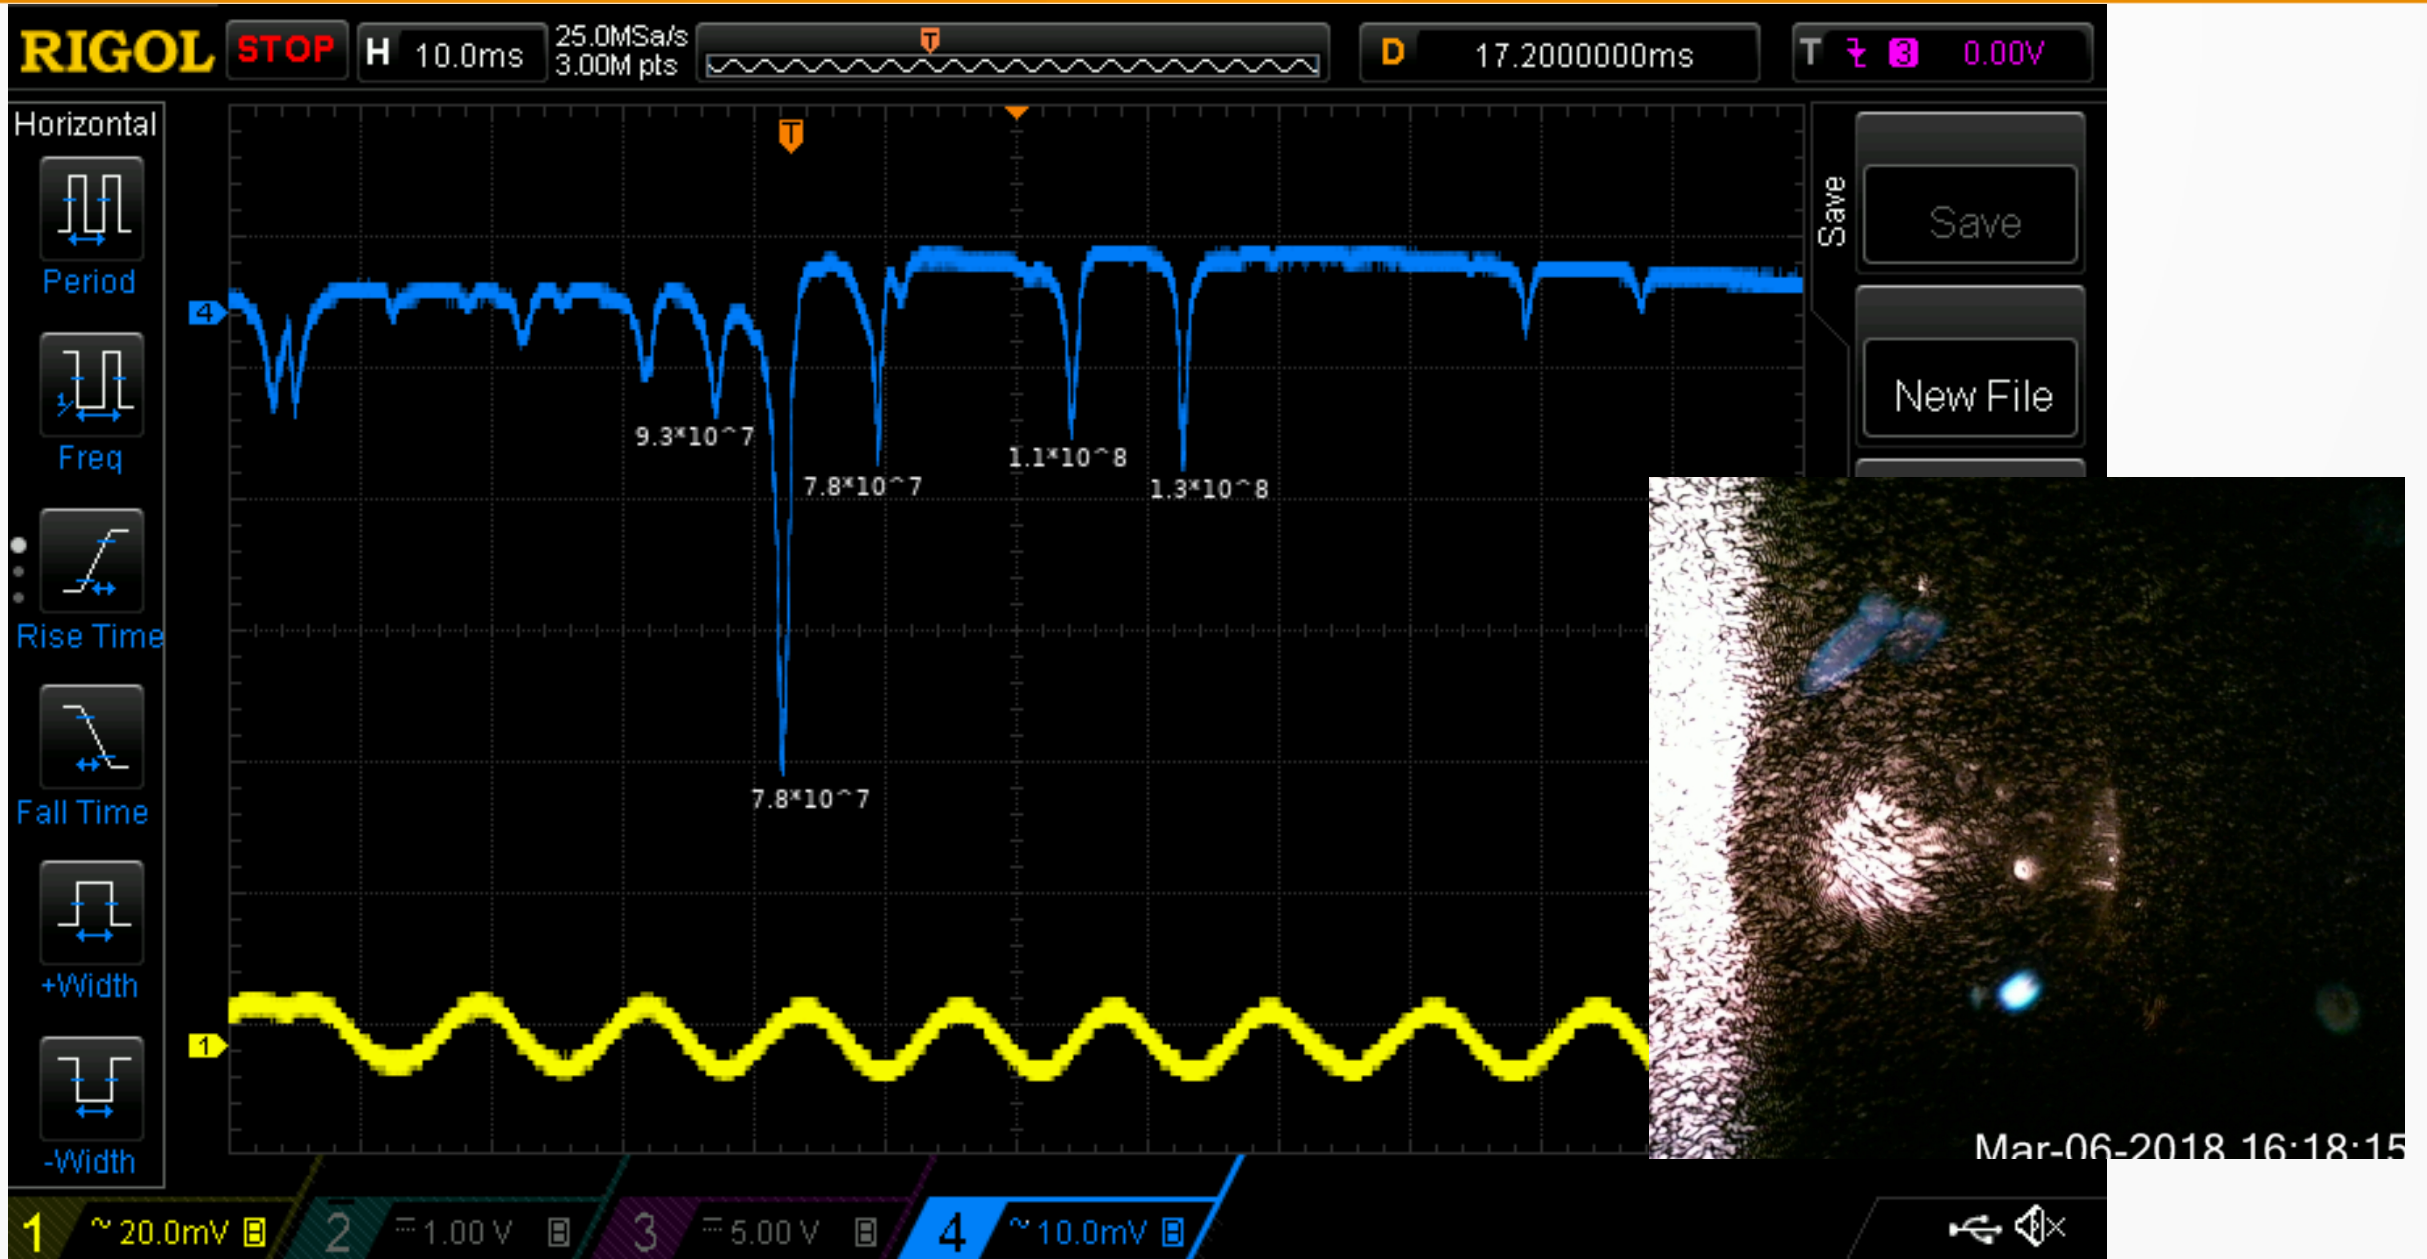 RIGOL STOP H 10.0ms 25.0MSa/s
3.00M pts
T
D 17.2000000ms T 3 0.00V
Horizontal
T
Save
Save
Period
4
New File
1/
Freq
9.3*10^7
1.1*10^8
7.8*10^7
1.3*10^8
Rise Time
7.8*10^7
Fall Time
+Width
1
-Width
Mar-06-2018 16:18:15
1 ~ 20.0mV B
2 1.00 V B
3 5.00 V B
4 ~ 10.0mV B